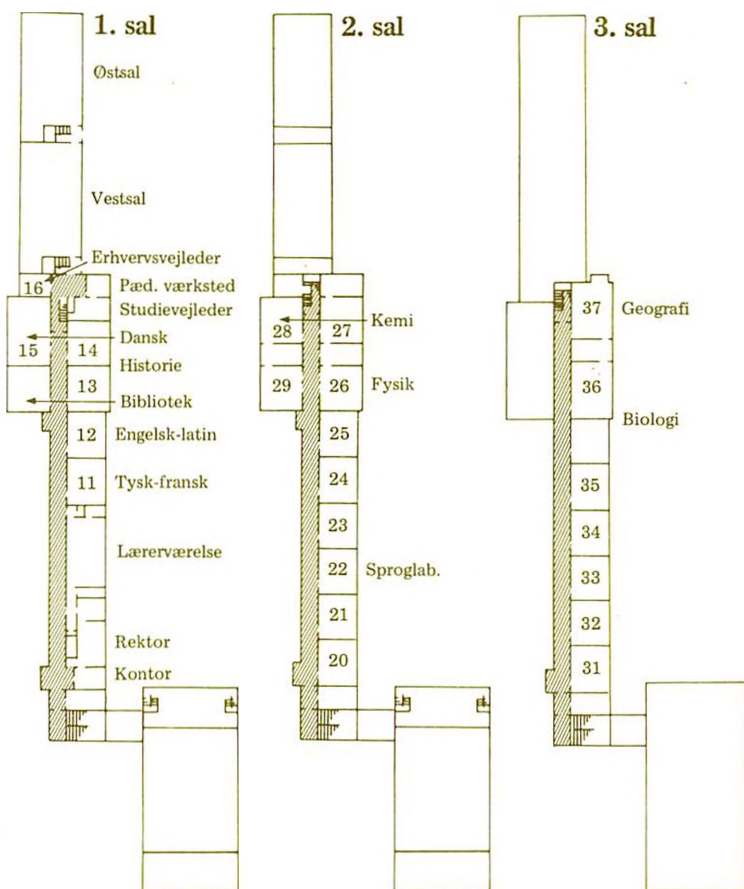 1. sal
Østsal
Vestsal
Erhvervsvejleder
16
Pæd. værksted
Studievejleder
Dansk
15
14
Historie
13
Bibliotek
12
Engelsk-latin
11
Tysk-fransk
Lærerværelse
Rektor
Kontor
2. sal
Kemi
28
27
29
26
Fysik
25
24
23
22
Sproglab.
21
20
3. sal
37
Geografi
36
Biologi
35
34
33
32
31